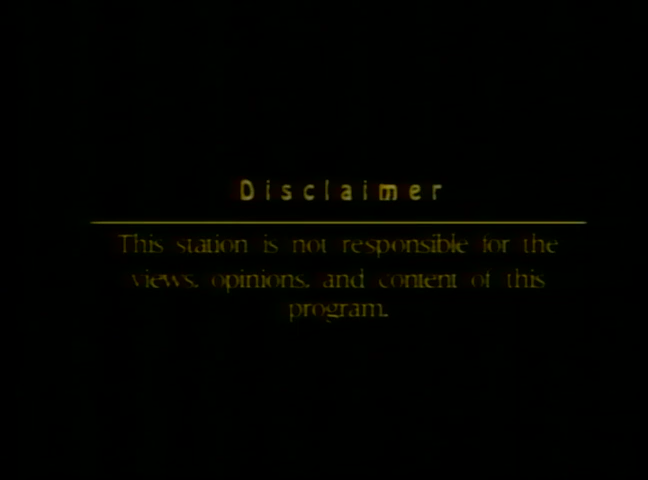 Disclaimer
This station is not responsible for the
views, opinions, and content of this
program.